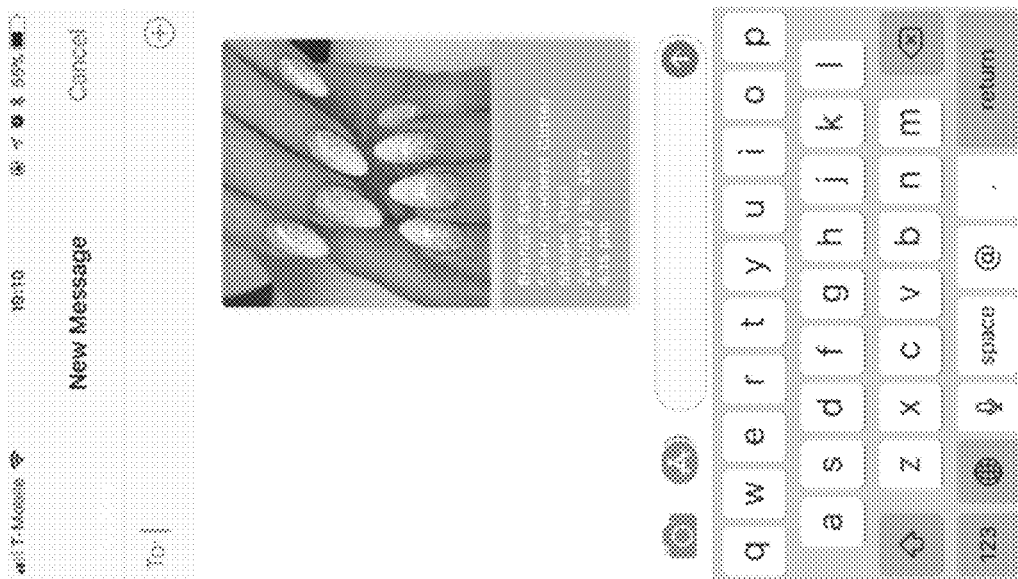 T-Mobile 19:10 55%
New Message Cancel
To:
q w e r t y u i o p
a s d f g h j k l
z x c v b n m
123 space @ . return